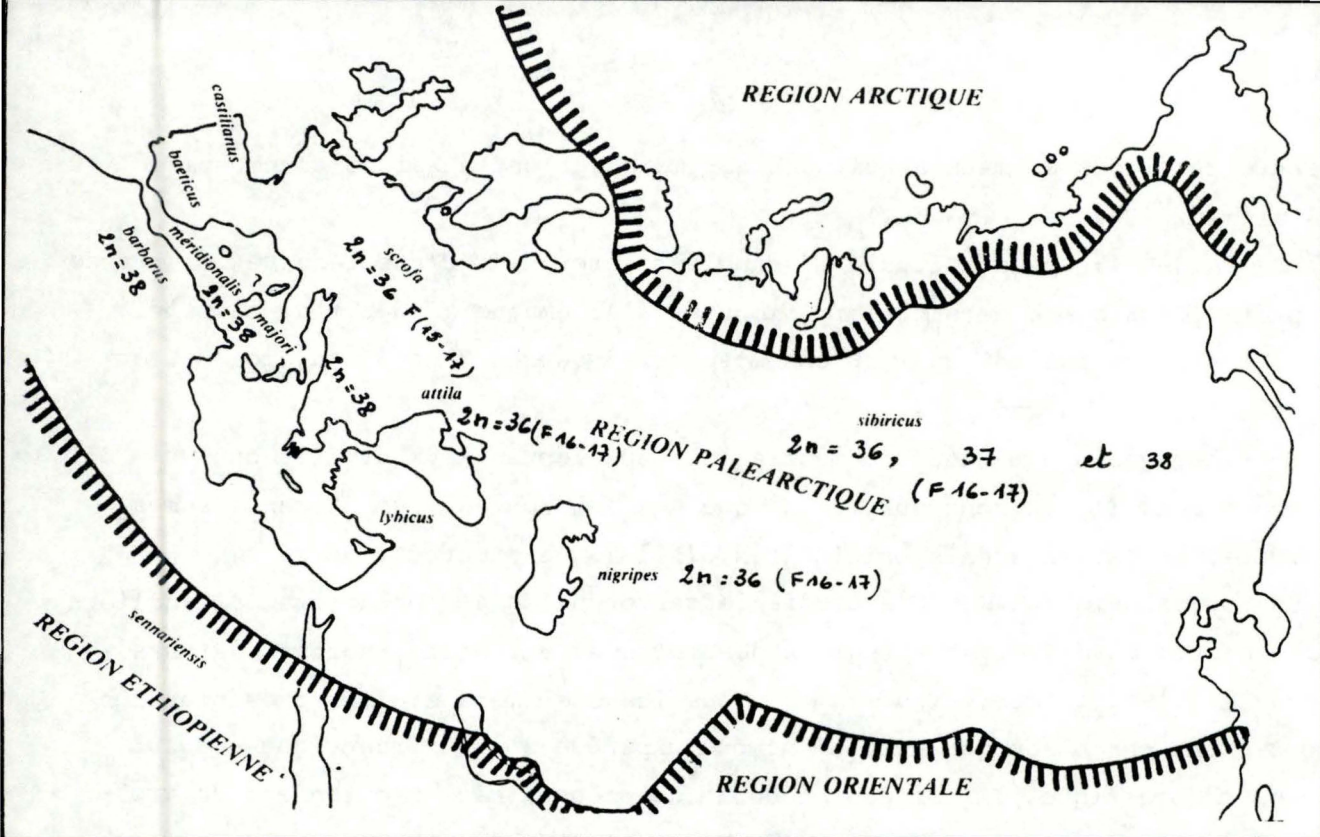 REGION ARCTIQUE
castilianus
baeticus
barbarus
2n = 38
méridionalis
2n = 38
majori
scrofa
2n = 36 F(15-17)
2n = 38
attila
2n = 36 (F 16-17)
REGION PALEARCTIQUE
sibiricus
2n = 36, 37 et 38
(F 16-17)
lybicus
nigripes 2n : 36 (F16-17)
sennariensis
REGION ETHIOPIENNE
REGION ORIENTALE